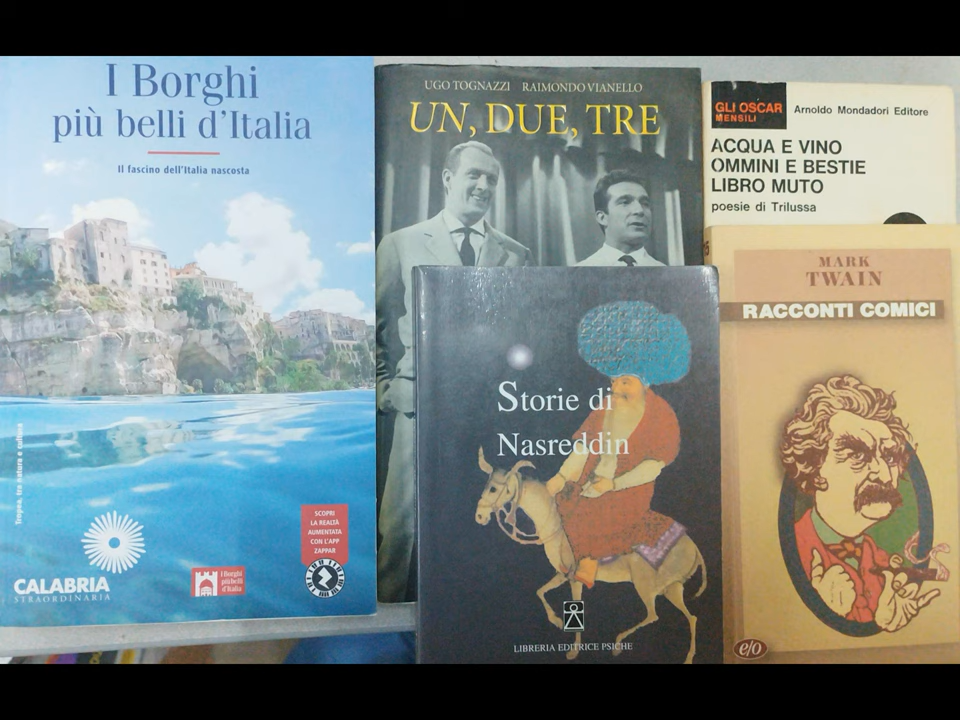 I Borghi
più belli d'Italia
Il fascino dell'Italia nascosta
Tropea, tra natura e cultura
CALABRIA
STRAORDINARIA
I Borghi
più belli
d'Italia
SCOPRI
LA REALTÀ
AUMENTATA
CON L'APP
ZAPPAR
UGO TOGNAZZI RAIMONDO VIANELLO
UN, DUE, TRE
GLI OSCAR
MENSILI
Arnoldo Mondadori Editore
ACQUA E VINO
OMMINI E BESTIE
LIBRO MUTO
poesie di Trilussa
Storie di
Nasreddin
LIBRERIA EDITRICE PSICHE
MARK
TWAIN
RACCONTI COMICI
e/o